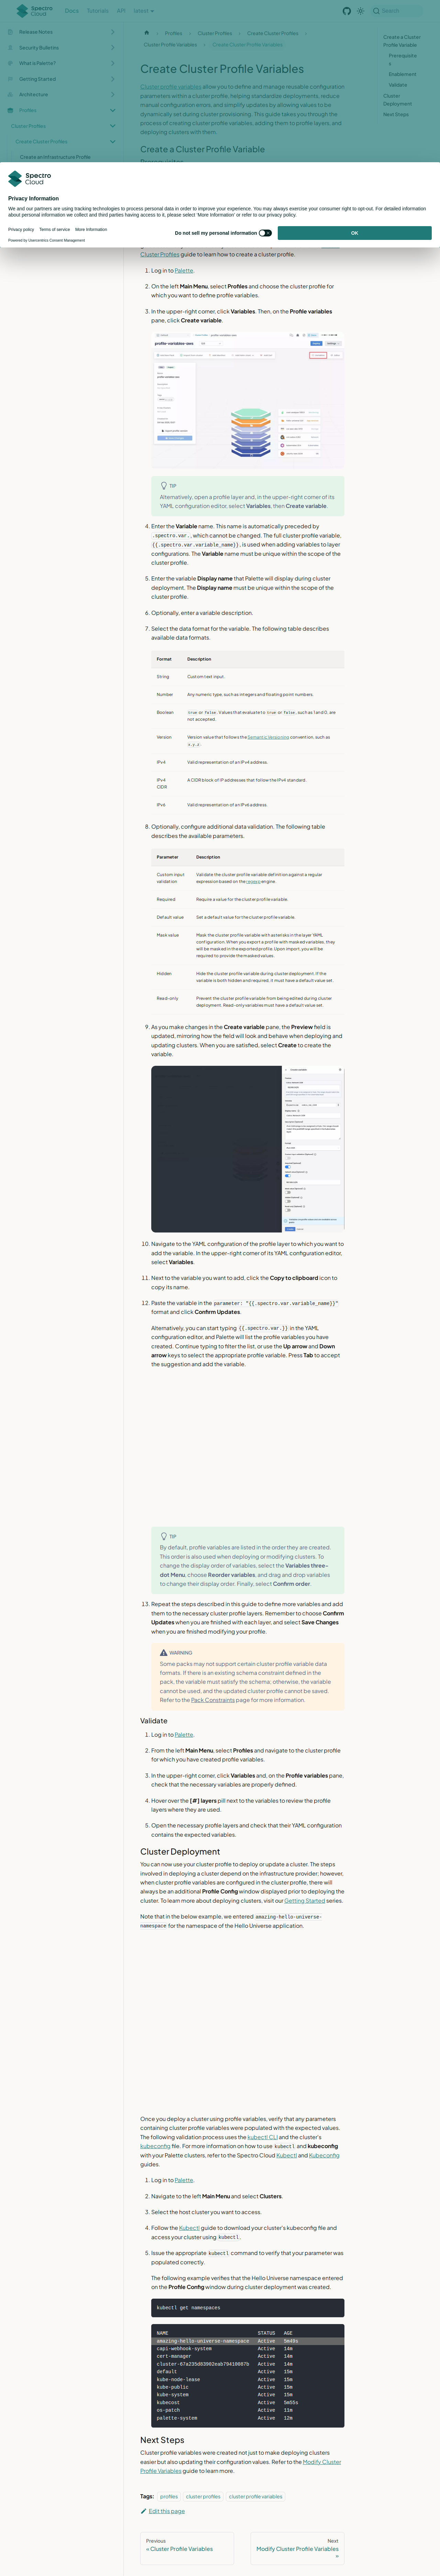 Spectro Cloud
Docs
Tutorials
API
latest
Search
Release Notes
Security Bulletins
What is Palette?
Getting Started
Architecture
Profiles
Cluster Profiles
Create Cluster Profiles
Create an Infrastructure Profile
Profiles
Cluster Profiles
Create Cluster Profiles
Cluster Profile Variables
Create Cluster Profile Variables
Create a Cluster
Profile Variable
Prerequisite
s
Enablement
Validate
Cluster
Deployment
Next Steps
Create Cluster Profile Variables
Cluster profile variables allow you to define and manage reusable configuration
parameters, which have built-in format and validation requirements, and simplify by allowing values to be
Create a Cluster Profile Variable
Spectro
Cloud
Privacy Information
We and our partners use and/or share data using tracking technologies to process personal data in order to improve your experience. You may always exercise your consumer right to opt-out. For detailed information
about personal information we collect and third parties having access to it, please select 'More Information' or refer to our privacy policy.
Privacy policy
Terms of service
More Information
Powered by Usercentrics Consent Management
Do not sell my personal information
OK
Cluster Profiles guide to learn how to create a cluster profile.
1. Log in to Palette.
2. On the left Main Menu, select Profiles and choose the cluster profile for
which you want to define profile variables.
3. In the upper-right corner, click Variables. Then, on the Profile variables
pane, click Create variable.
TIP
Alternatively, open a profile layer and, in the upper-right corner of its
YAML configuration editor, select Variables, then Create variable.
4. Enter the Variable name. This name is automatically preceded by
.spectro.var., which cannot be changed. The full cluster profile variable,
{{.spectro.var.variable_name}}, is used when adding variables to layer
configurations. The Variable name must be unique within the scope of the
cluster profile.
5. Enter the variable Display name that Palette will display during cluster
deployment. The Display name must be unique within the scope of the
cluster profile.
6. Optionally, enter a variable description.
7. Select the data format for the variable. The following table describes
available data formats.
Format Description
String Custom text input.
Number Any numeric type, such as integers and floating point numbers.
Boolean true or false. Values that evaluate to true or false, such as 1 and 0, are
not accepted.
Version Version value that follows the Semantic Versioning convention, such as
x.y.z.
IPv4 Valid representation of an IPv4 address.
IPv4
CIDR
A CIDR block of IP addresses that follow the IPv4 standard.
IPv6 Valid representation of an IPv6 address.
8. Optionally, configure additional data validation. The following table
describes the available parameters.
Parameter Description
Custom input
validation
Validate the cluster profile variable definition against a regular
expression based on the regexp engine.
Required Require a value for the cluster profile variable.
Default value Set a default value for the cluster profile variable.
Mask value Mask the cluster profile variable with asterisks in the layer YAML
configuration. When you export a profile with masked variables, they
will be masked in the exported profile. Upon import, you will be
required to provide the masked values.
Hidden Hide the cluster profile variable during cluster deployment. If the
variable is both hidden and required, it must have a default value set.
Read-only Prevent the cluster profile variable from being edited during cluster
deployment. Read-only variables must have a default value set.
9. As you make changes in the Create variable pane, the Preview field is
updated, mirroring how the field will look and behave when deploying and
updating clusters. When you are satisfied, select Create to create the
variable.
10. Navigate to the YAML configuration of the profile layer to which you want to
add the variable. In the upper-right corner of its YAML configuration editor,
select Variables.
11. Next to the variable you want to add, click the Copy to clipboard icon to
copy its name.
12. Paste the variable in the parameter: "{{.spectro.var.variable_name}}"
format and click Confirm Updates.
Alternatively, you can start typing {{.spectro.var.}} in the YAML
configuration editor, and Palette will list the profile variables you have
created. Continue typing to filter the list, or use the Up arrow and Down
arrow keys to select the appropriate profile variable. Press Tab to accept
the suggestion and add the variable.
TIP
By default, profile variables are listed in the order they are created.
This order is also used when deploying or modifying clusters. To
change the display order of variables, select the Variables three-
dot Menu, choose Reorder variables, and drag and drop variables
to change their display order. Finally, select Confirm order.
13. Repeat the steps described in this guide to define more variables and add
them to the necessary cluster profile layers. Remember to choose Confirm
Updates when you are finished with each layer, and select Save Changes
when you are finished modifying your profile.
WARNING
Some packs may not support certain cluster profile variable data
formats. If there is an existing schema constraint defined in the
pack, the variable must satisfy the schema; otherwise, the variable
cannot be used, and the updated cluster profile cannot be saved.
Refer to the Pack Constraints page for more information.
Validate
1. Log in to Palette.
2. From the left Main Menu, select Profiles and navigate to the cluster profile
for which you have created profile variables.
3. In the upper-right corner, click Variables and, on the Profile variables pane,
check that the necessary variables are properly defined.
4. Hover over the [#] layers pill next to the variables to review the profile
layers where they are used.
5. Open the necessary profile layers and check that their YAML configuration
contains the expected variables.
Cluster Deployment
You can now use your cluster profile to deploy or update a cluster. The steps
involved in deploying a cluster depend on the infrastructure provider; however,
when cluster profile variables are configured in the cluster profile, there will
always be an additional Profile Config window displayed prior to deploying the
cluster. To learn more about deploying clusters, visit our Getting Started series.
Note that in the below example, we entered amazing-hello-universe-
namespace for the namespace of the Hello Universe application.
Once you deploy a cluster using profile variables, verify that any parameters
containing cluster profile variables were populated with the expected values.
The following validation process uses the kubectl CLI and the cluster's
kubeconfig file. For more information on how to use kubectl and kubeconfig
with your Palette clusters, refer to the Spectro Cloud Kubectl and Kubeconfig
guides.
1. Log in to Palette.
2. Navigate to the left Main Menu and select Clusters.
3. Select the host cluster you want to access.
4. Follow the Kubectl guide to download your cluster's kubeconfig file and
access your cluster using kubectl.
5. Issue the appropriate kubectl command to verify that your parameter was
populated correctly.
The following example verifies that the Hello Universe namespace entered
on the Profile Config window during cluster deployment was created.
kubectl get namespaces
NAME STATUS AGE
amazing-hello-universe-namespace Active 5m49s
capi-webhook-system Active 14m
cert-manager Active 14m
cluster-67a235d83902eab79410087b Active 14m
default Active 15m
kube-node-lease Active 15m
kube-public Active 15m
kube-system Active 15m
kubecost Active 5m55s
os-patch Active 11m
palette-system Active 12m
Next Steps
Cluster profile variables were created not just to make deploying clusters
easier but also updating their configuration values. Refer to the Modify Cluster
Profile Variables guide to learn more.
Tags: profiles cluster profiles cluster profile variables
Edit this page
Previous
« Cluster Profile Variables
Next
Modify Cluster Profile Variables
»